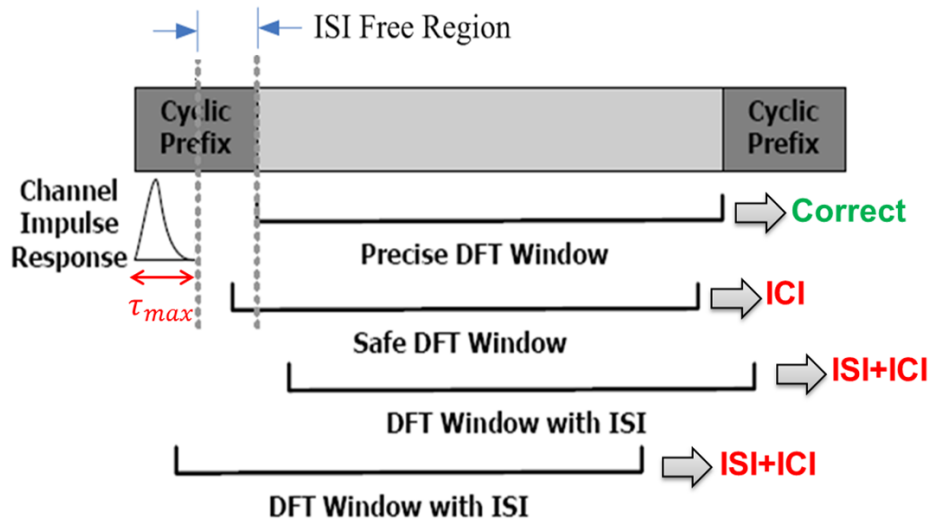 ISI Free Region
Cyclic
Prefix
Cyclic
Prefix
Channel
Impulse
Response
τmax
Correct
Precise DFT Window
ICI
Safe DFT Window
ISI+ICI
DFT Window with ISI
ISI+ICI
DFT Window with ISI